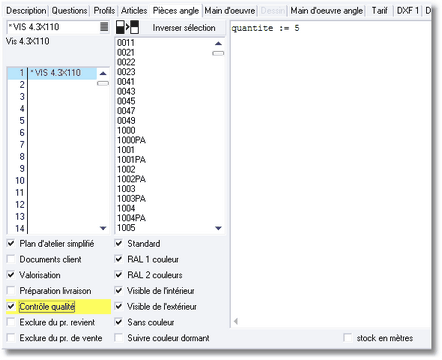 Description Equations Profils Articles Pièces angle Main d'oeuvre Dessin Main d'oeuvre angle Tarif DXF 1 D
*VIS 4.3X110 Inverser sélection
Vis 4.3X110
1 *VIS 4.3X110
2
3
4
5
6
7
8
9
10
11
12
13
14
0011
0021
0022
0023
0041
0043
0045
0047
0049
1000
1000PA
1001
1001PA
1002
1002PA
1003
1003PA
1004
1004PA
1005
quantite := 5
Plan d'atelier simplifié Standard
Documents client RAL 1 couleur
Valorisation RAL 2 couleurs
Préparation livraison Visible de l'intérieur
Contrôle qualité Visible de l'extérieur
Exclure du pr. revient Sans couleur
Exclure du pr. de vente Suivre couleur dormant stock en mètres